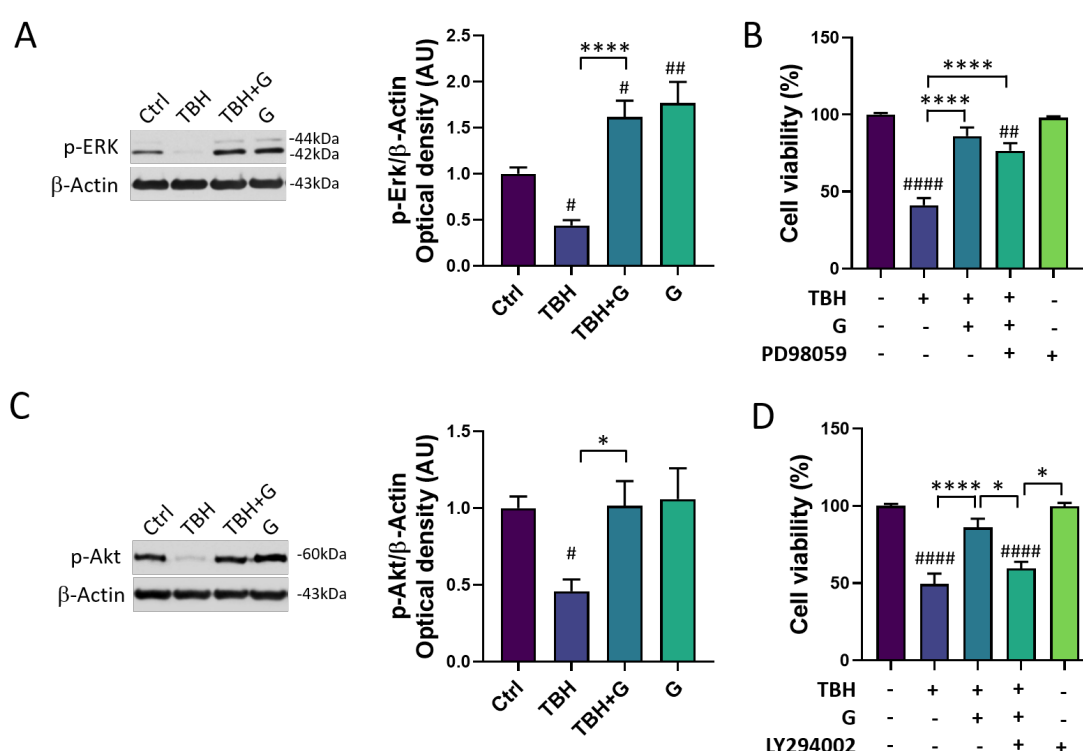 A
Ctrl
TBH
TBH+G
G
p-ERK
-44kDa
-42kDa
β-Actin
-43kDa
p-Erk/β-Actin
Optical density (AU)
2.5
2.0
1.5
1.0
0.5
0.0
****
#
#
##
Ctrl
TBH
TBH+G
G
B
Cell viability (%)
150
100
50
0
****
****
####
##
TBH - + + + -
G - - + + -
PD98059 - - - + +
C
Ctrl
TBH
TBH+G
G
p-Akt
-60kDa
β-Actin
-43kDa
p-Akt/β-Actin
Optical density (AU)
1.5
1.0
0.5
0.0
*
#
Ctrl
TBH
TBH+G
G
D
Cell viability (%)
150
100
50
0
**** * *
####
####
TBH - + + + -
G - - + + -
LY294002 - - - + +